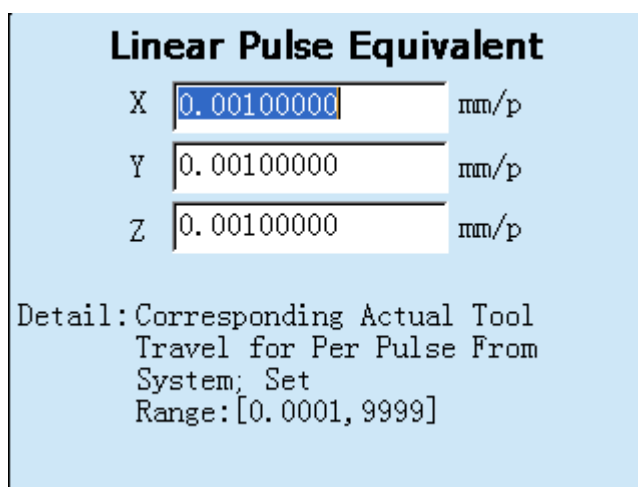 Linear Pulse Equivalent
X 0.00100000 mm/p
Y 0.00100000 mm/p
Z 0.00100000 mm/p
Detail:Corresponding Actual Tool
Travel for Per Pulse From
System; Set
Range:[0.0001,9999]